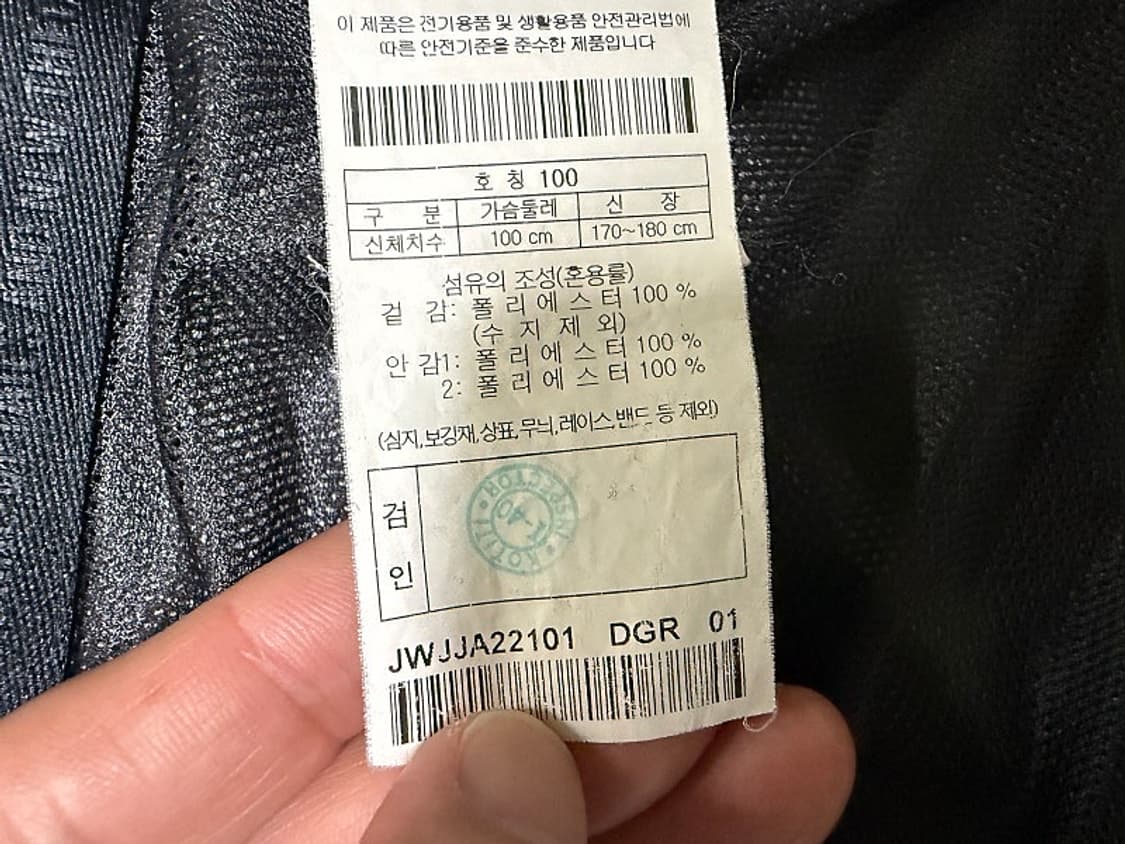 이 제품은 전기용품 및 생활용품 안전관리법에
따른 안전기준을 준수한 제품입니다
호 칭 100
구 분 가슴둘레 신 장
신체치수 100 cm 170~180 cm
섬유의 조성(혼용률)
겉 감: 폴 리 에 스 터 100 %
(수 지 제 외)
안 감1: 폴 리 에 스 터 100 %
2: 폴 리 에 스 터 100 %
(심지,보강재,상표,무늬,레이스,밴드 등 제외)
검
인
KOTITI INSPECTOR
JWJJA22101 DGR 01